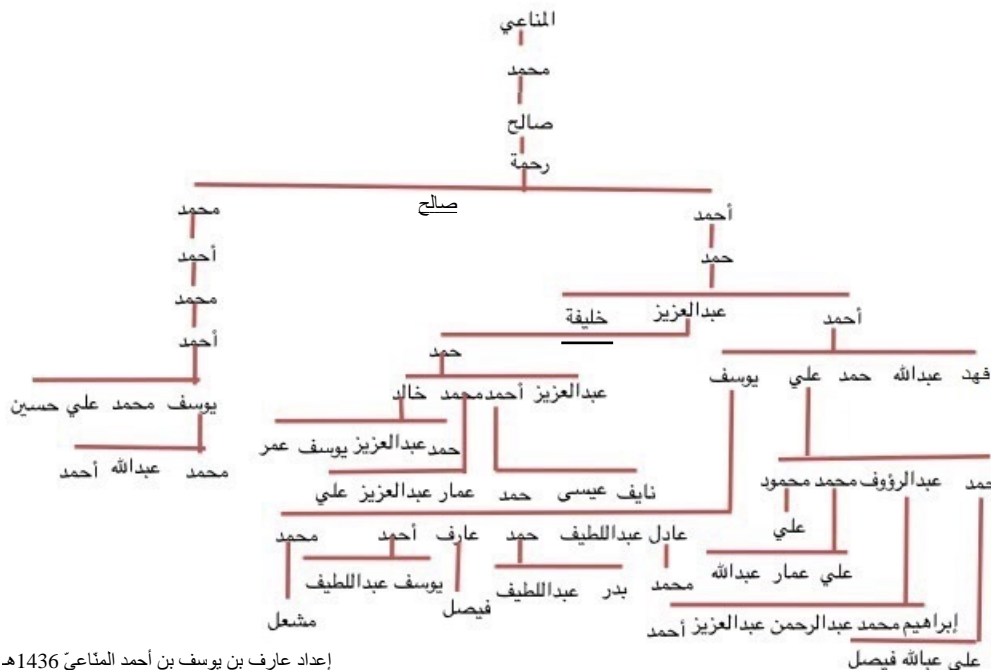 المناعي
محمد
صالح
رحمة
صالح
محمد
أحمد
أحمد
حمد
محمد
خليفة
عبدالعزيز
أحمد
أحمد
حمد
فهد عبدالله حمد علي يوسف
عبدالعزيز أحمد محمد خالد
يوسف محمد علي حسين
حمد عبدالعزيز يوسف عمر
محمد عبدالله أحمد
حمد عبدالرؤوف محمد محمود
نايف عيسى حمد عمار عبدالعزيز علي
علي
عادل عبداللطيف حمد عارف أحمد محمد
علي عمار عبدالله
محمد بدر عبداللطيف فيصل يوسف عبداللطيف
مشعل
إبراهيم محمد عبدالرحمن عبدالعزيز أحمد
علي عبالله فيصل
إعداد عارف بن يوسف بن أحمد المنّاعيّ 1436هـ